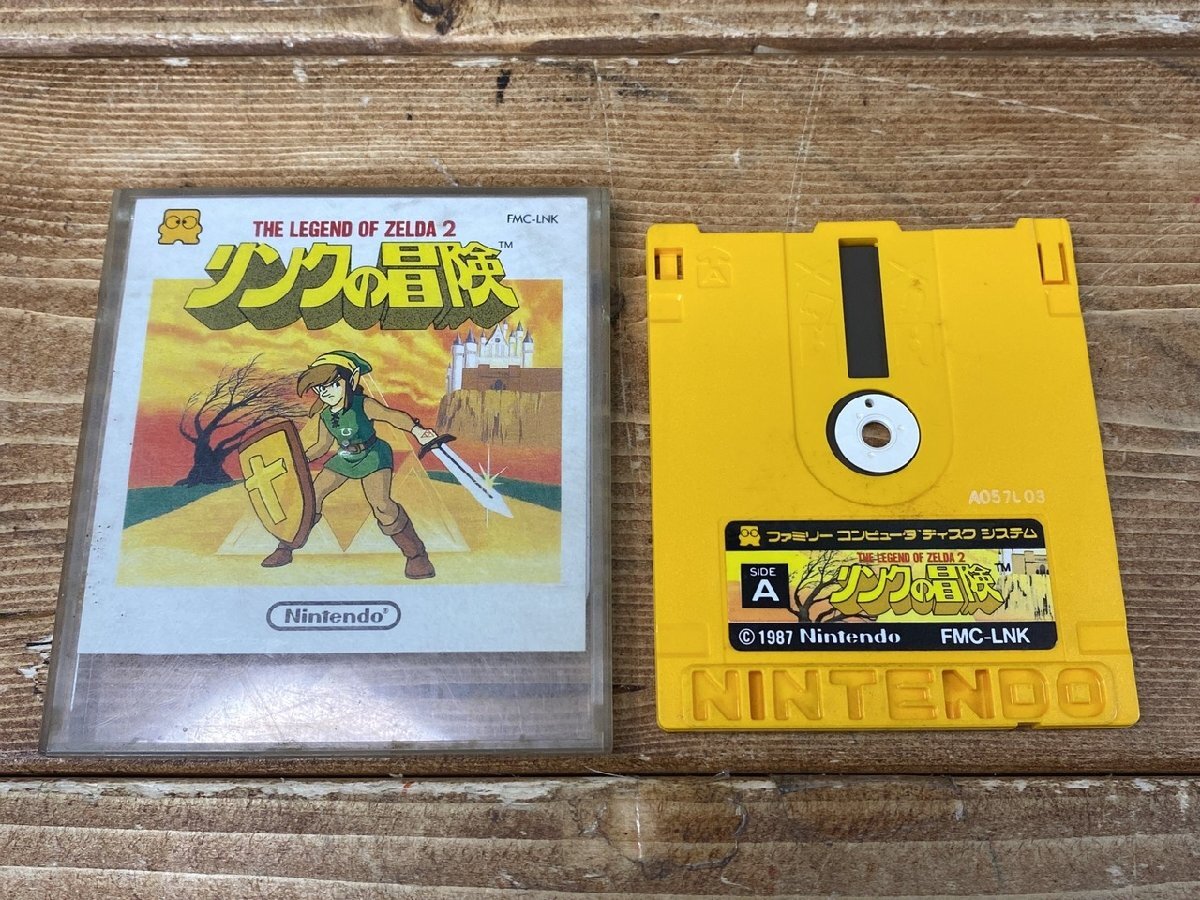 THE LEGEND OF ZELDA 2
FMC-LNK
リンクの冒険
TM
Nintendo®
A057L03
ファミリー コンピュータ ディスク システム
THE LEGEND OF ZELDA 2
SIDE
A
リンクの冒険
TM
©1987 Nintendo FMC-LNK
NINTENDO